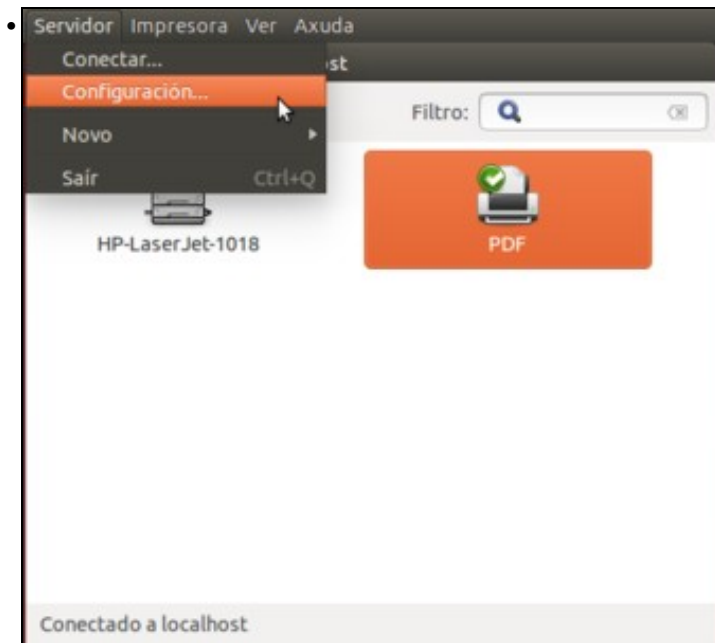 Servidor Impresora Ver Axuda
Conectar...
Configuración...
Novo
Saír Ctrl+Q
Filtro:
HP-LaserJet-1018
PDF
Conectado a localhost